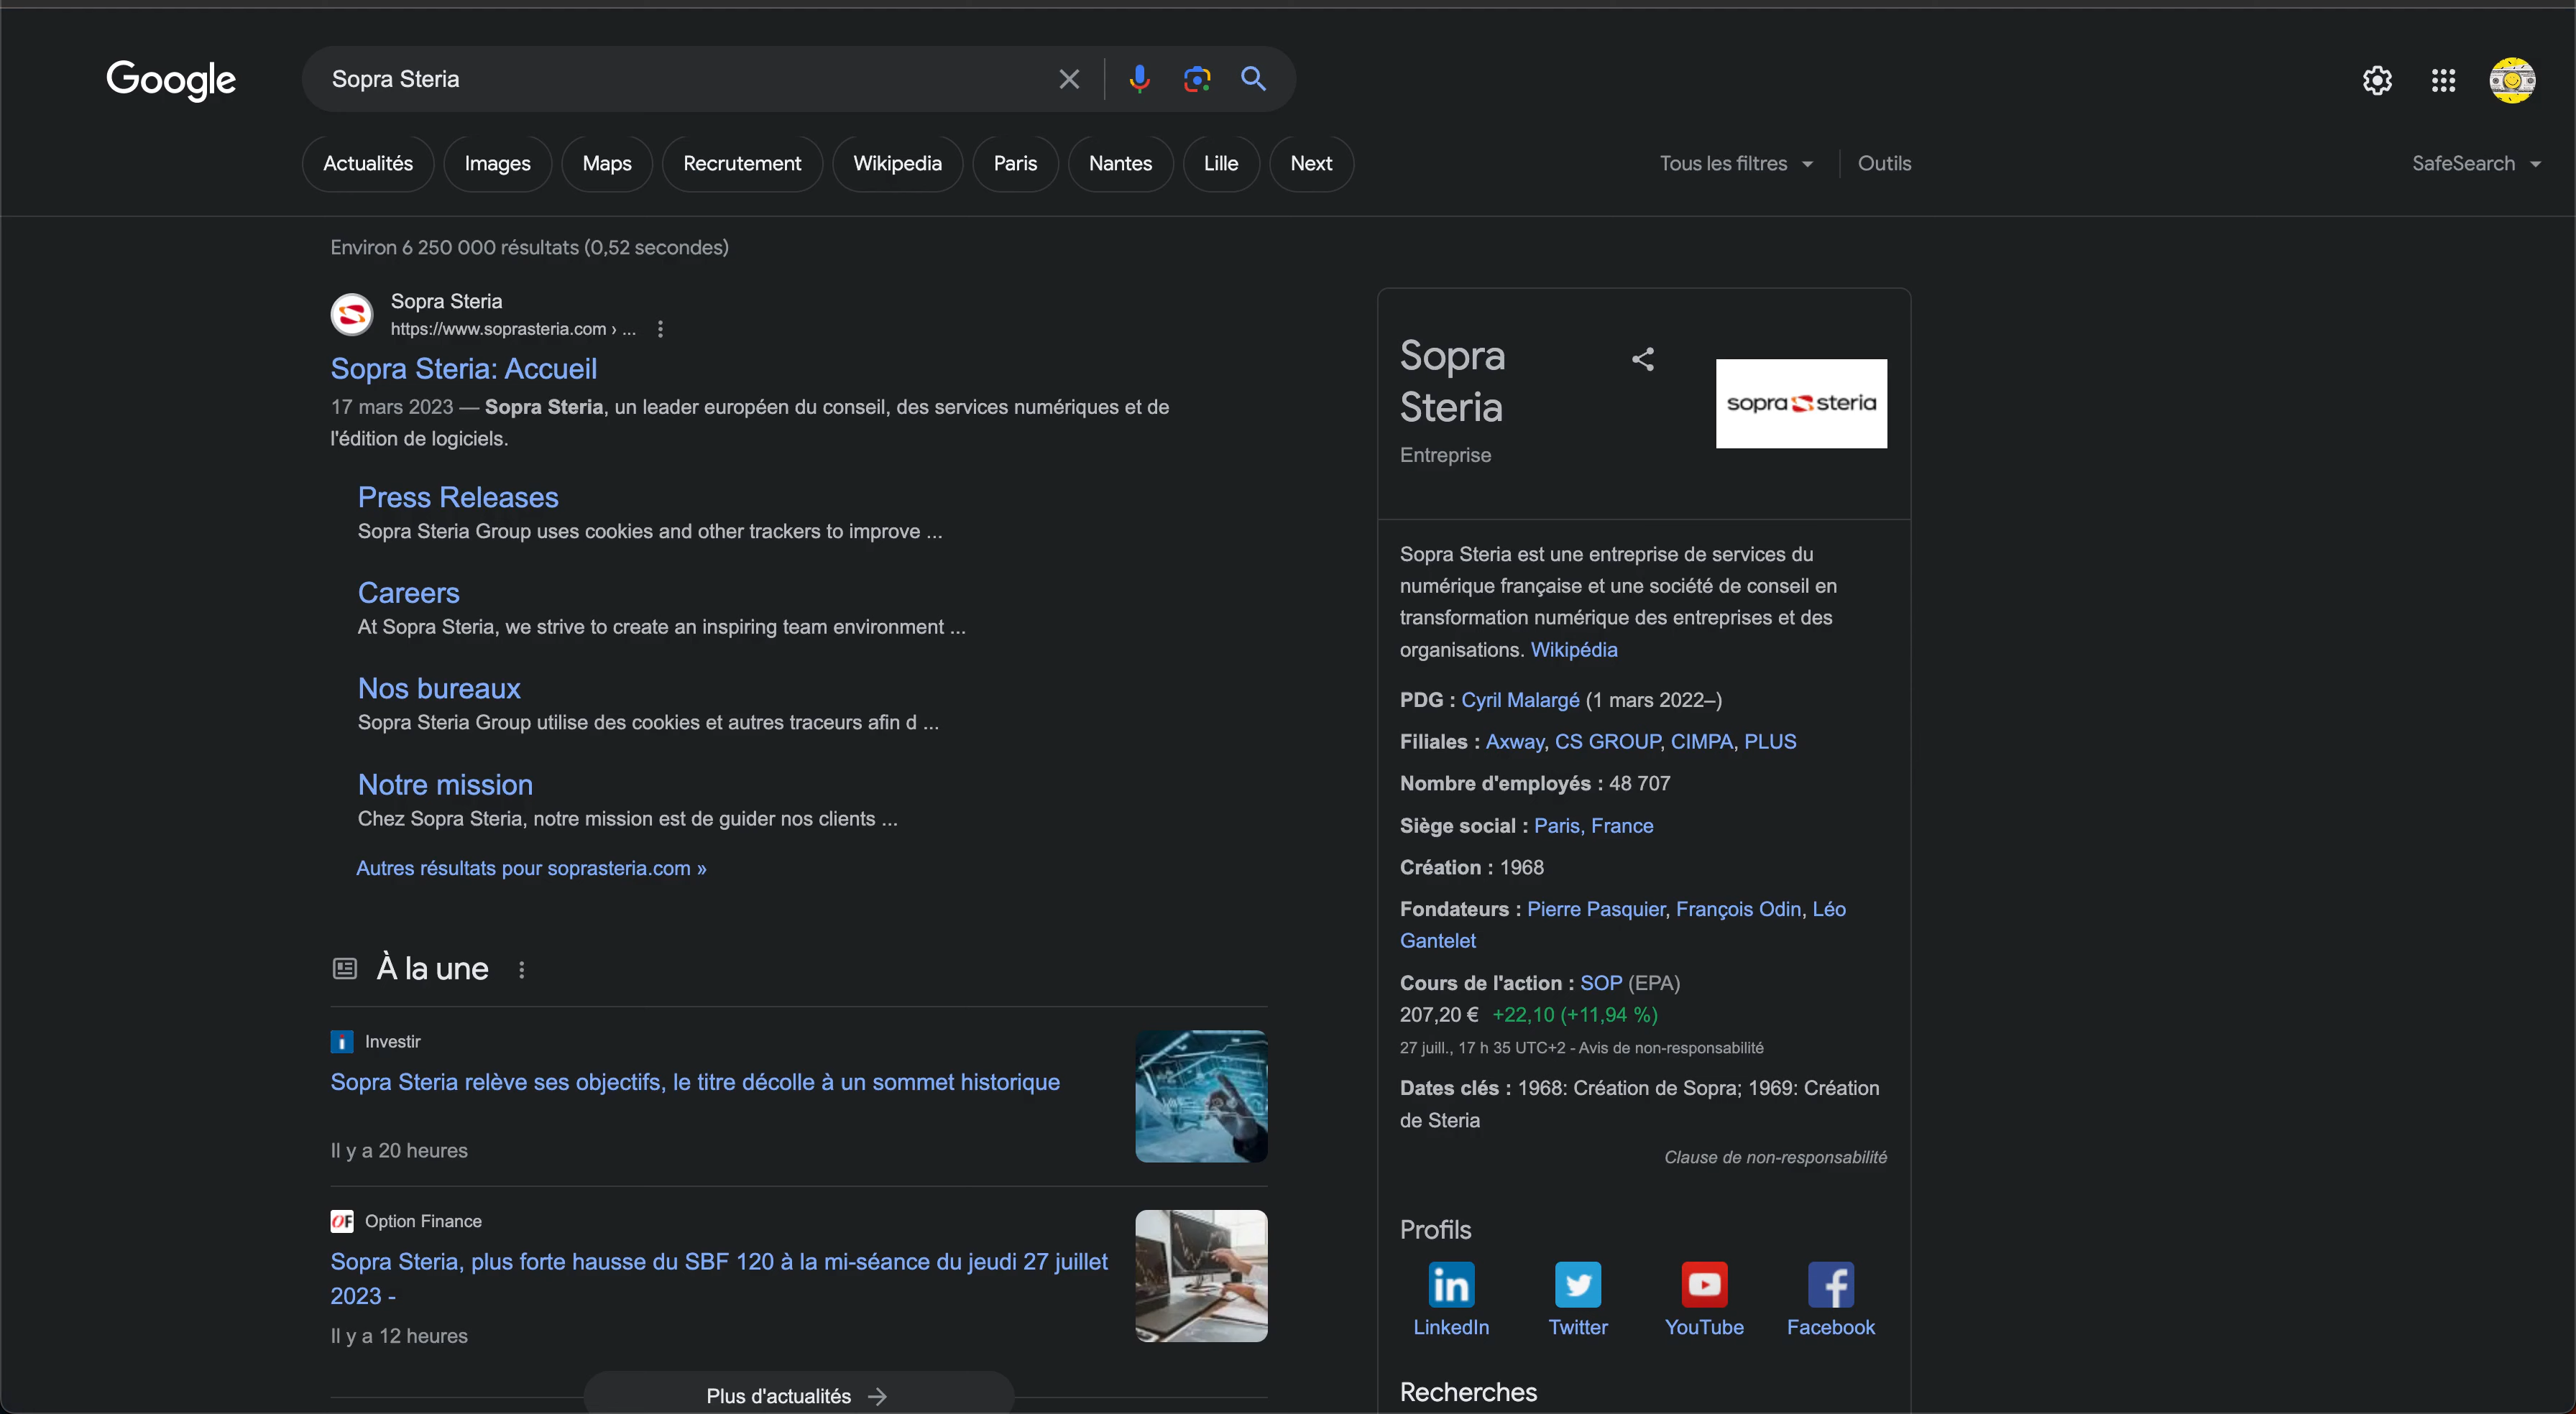 Google
Sopra Steria
Actualités Images Maps Recrutement Wikipedia Paris Nantes Lille Next
Tous les filtres Outils SafeSearch
Environ 6 250 000 résultats (0,52 secondes)
Sopra Steria
https://www.soprasteria.com › ...
Sopra Steria: Accueil
17 mars 2023 — Sopra Steria, un leader européen du conseil, des services numériques et de
l'édition de logiciels.
Press Releases
Sopra Steria Group uses cookies and other trackers to improve ...
Careers
At Sopra Steria, we strive to create an inspiring team environment ...
Nos bureaux
Sopra Steria Group utilise des cookies et autres traceurs afin d ...
Notre mission
Chez Sopra Steria, notre mission est de guider nos clients ...
Autres résultats pour soprasteria.com »
À la une
Investir
Sopra Steria relève ses objectifs, le titre décolle à un sommet historique
Il y a 20 heures
OF Option Finance
Sopra Steria, plus forte hausse du SBF 120 à la mi-séance du jeudi 27 juillet
2023 -
Il y a 12 heures
Plus d'actualités
Sopra
Steria
Entreprise
sopra steria
Sopra Steria est une entreprise de services du
numérique française et une société de conseil en
transformation numérique des entreprises et des
organisations. Wikipédia
PDG : Cyril Malargé (1 mars 2022–)
Filiales : Axway, CS GROUP, CIMPA, PLUS
Nombre d'employés : 48 707
Siège social : Paris, France
Création : 1968
Fondateurs : Pierre Pasquier, François Odin, Léo
Gantelet
Cours de l'action : SOP (EPA)
207,20 € +22,10 (+11,94 %)
27 juill., 17 h 35 UTC+2 - Avis de non-responsabilité
Dates clés : 1968: Création de Sopra; 1969: Création
de Steria
Clause de non-responsabilité
Profils
LinkedIn Twitter YouTube Facebook
Recherches